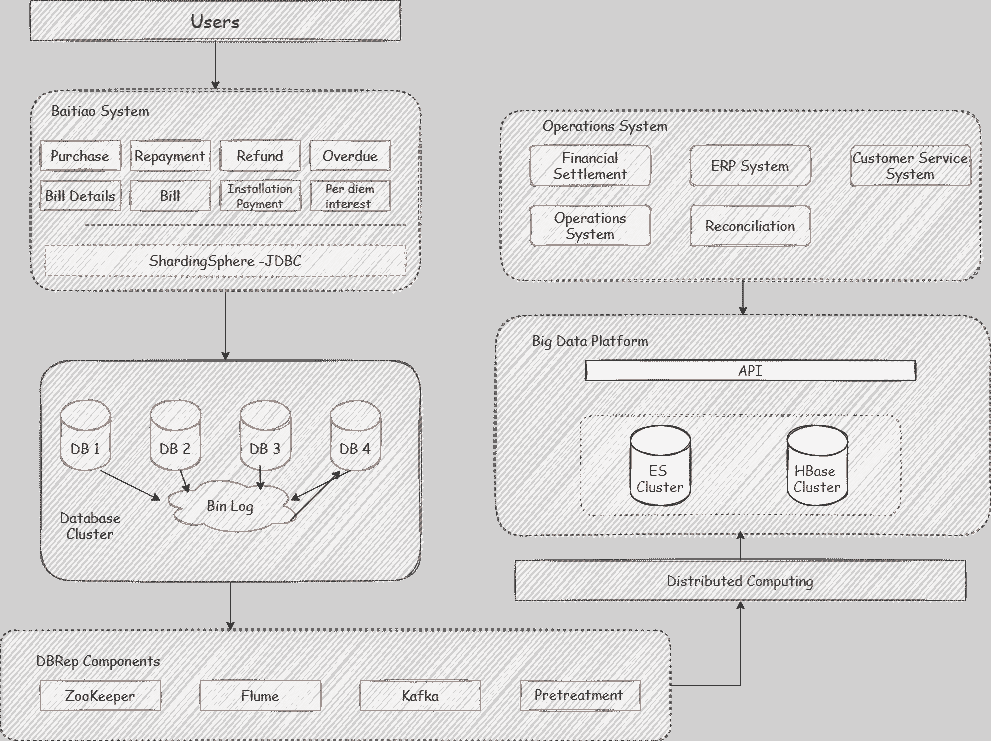 Users
Baitiao System
Purchase
Repayment
Refund
Overdue
Bill Details
Bill
Installation
Payment
Per diem
interest
ShardingSphere -JDBC
DB 1
DB 2
DB 3
DB 4
Bin Log
Database
Cluster
DBRep Components
ZooKeeper
Flume
Kafka
Pretreatment
Operations System
Financial
Settlement
ERP System
Customer Service
System
Operations
System
Reconciliation
Big Data Platform
API
ES
Cluster
HBase
Cluster
Distributed Computing